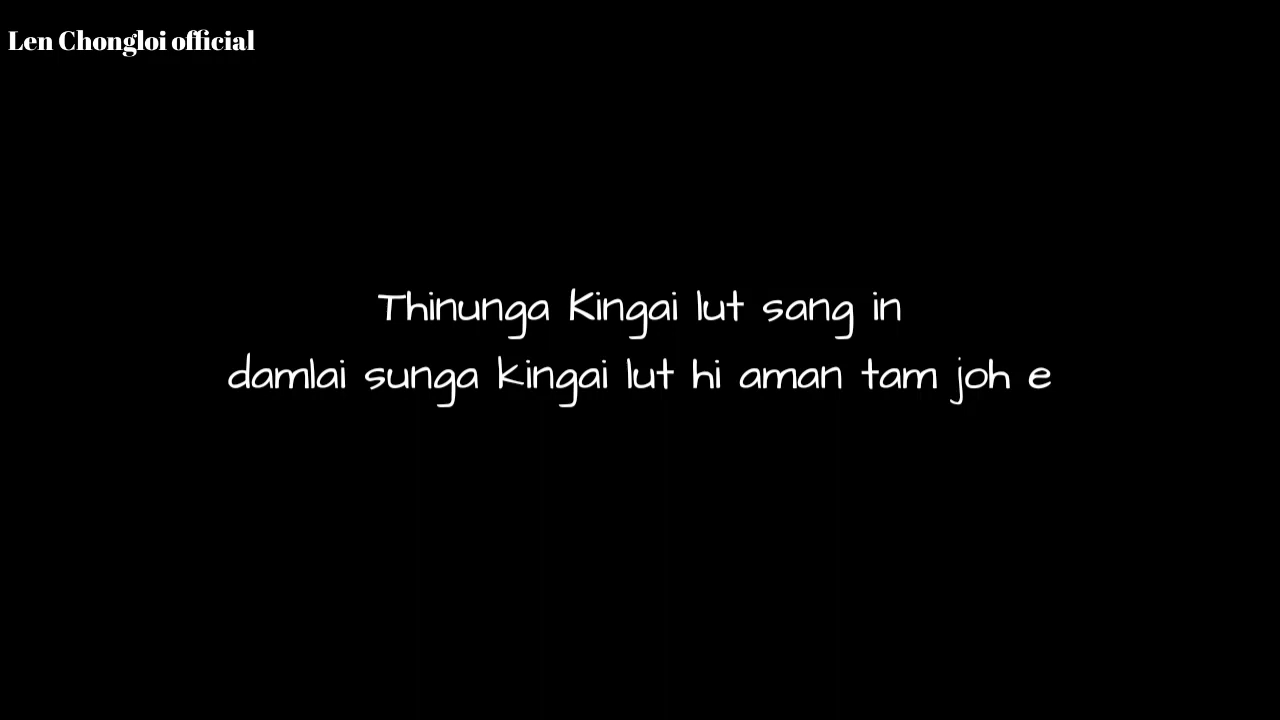 Len Chongloi official
Thinunga Kingai lut sang in
damlai sunga kingai lut hi aman tam joh e